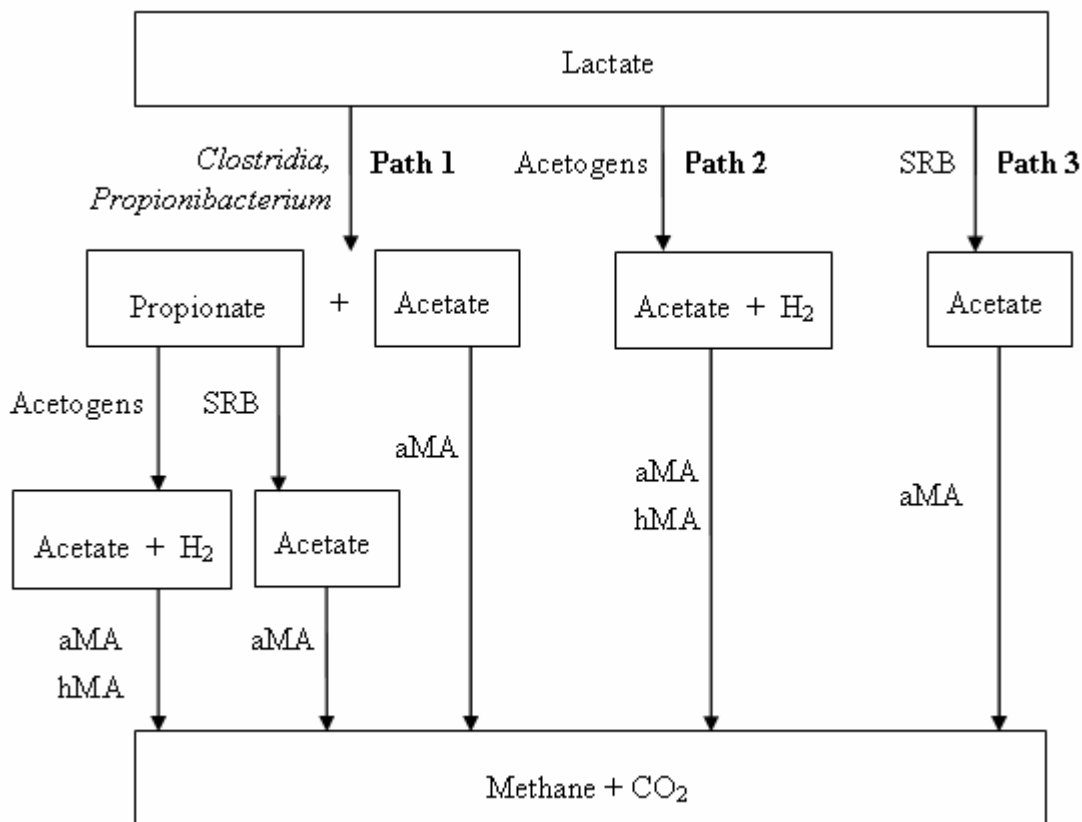 Lactate
Clostridia,
Propionibacterium
Path 1
Acetogens
Path 2
SRB
Path 3
Propionate
+
Acetate
Acetate + H₂
Acetate
Acetogens
SRB
aMA
aMA
hMA
aMA
Acetate + H₂
Acetate
aMA
hMA
aMA
Methane + CO₂